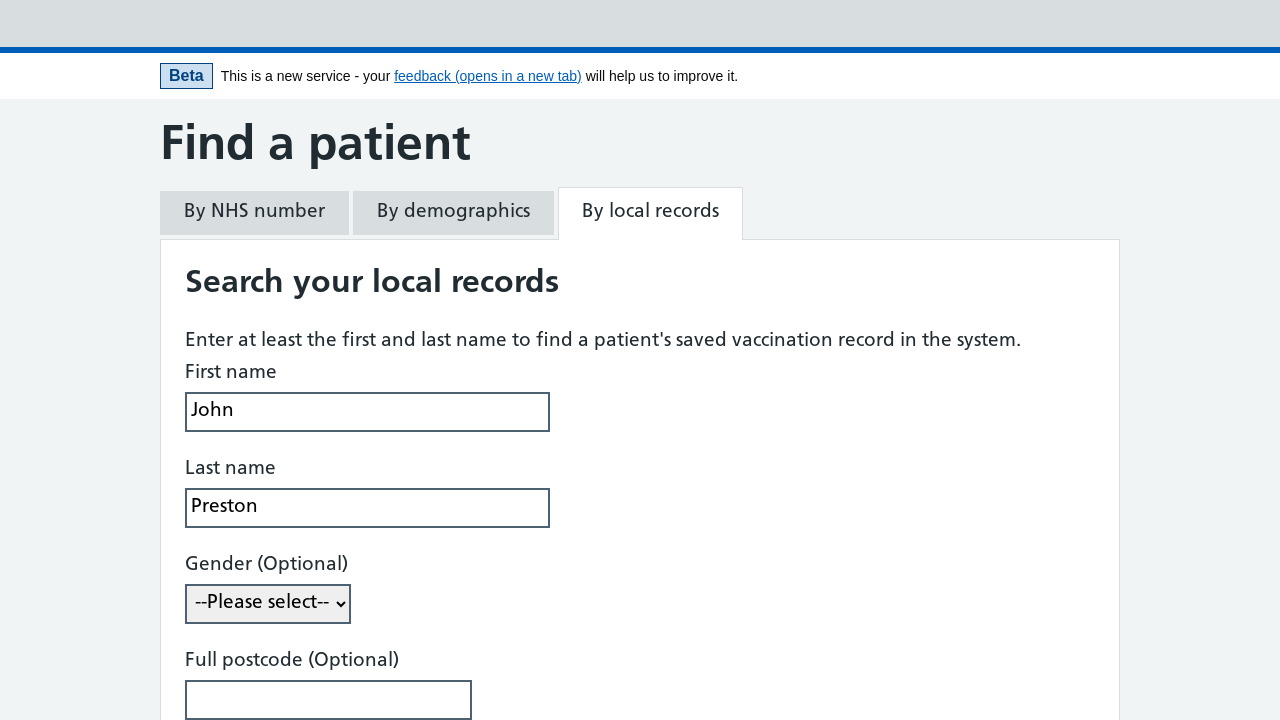 Beta This is a new service - your feedback (opens in a new tab) will help us to improve it.
Find a patient
By NHS number By demographics By local records
Search your local records
Enter at least the first and last name to find a patient's saved vaccination record in the system.
First name
John
Last name
Preston
Gender (Optional)
--Please select--
Full postcode (Optional)